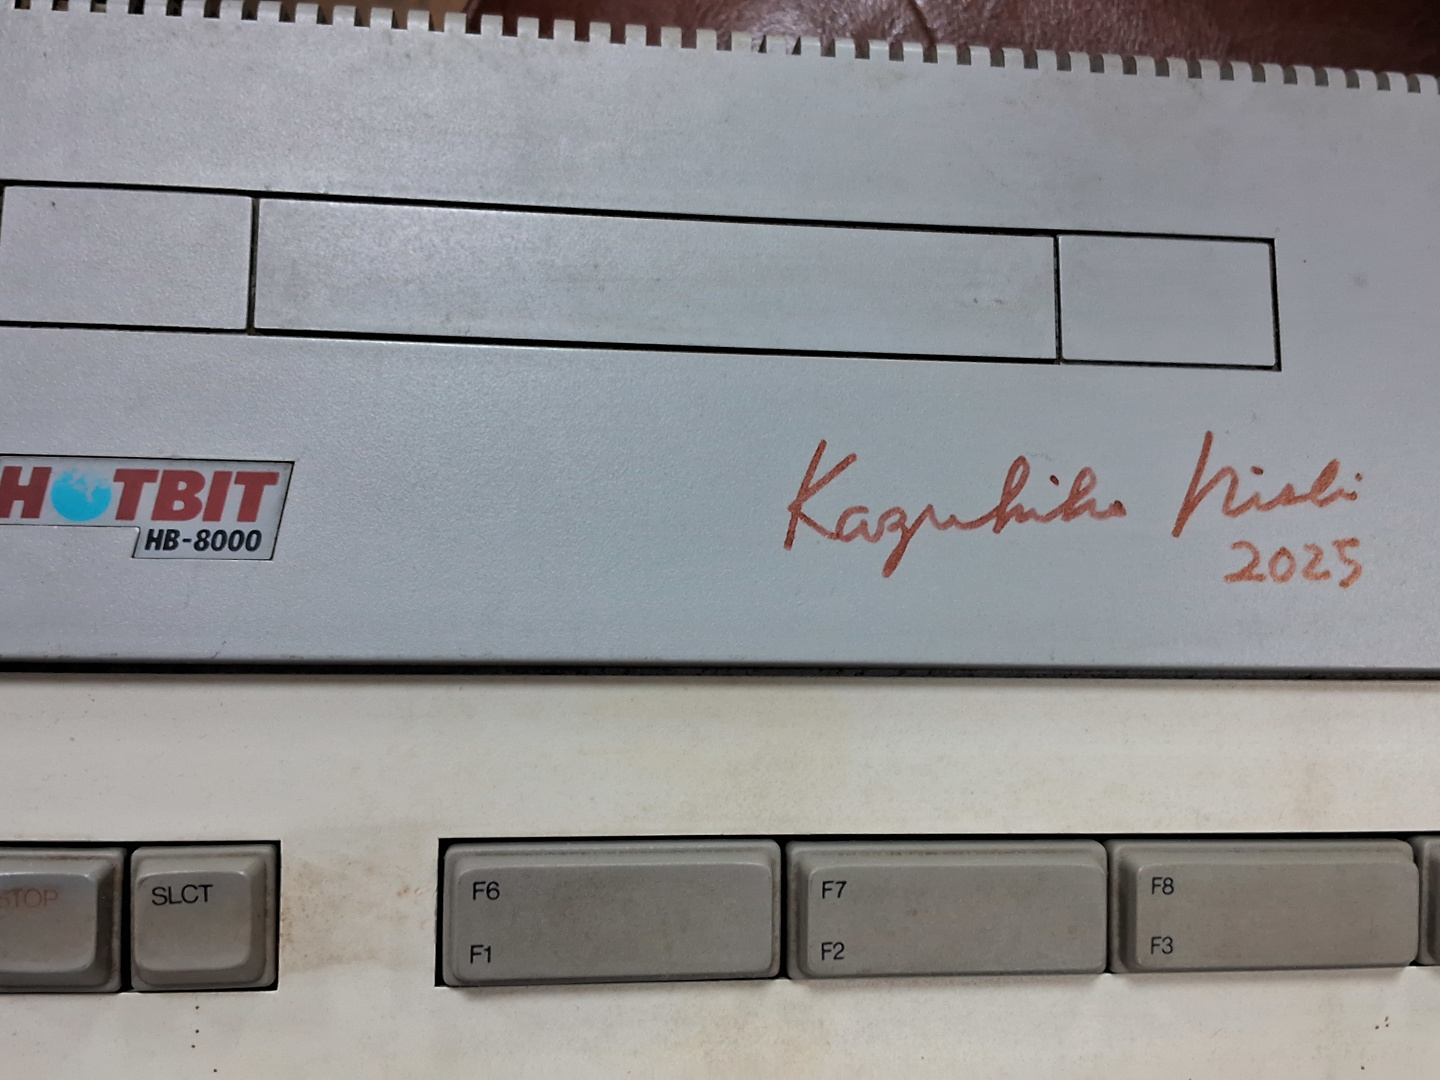 HOTBIT
HB-8000
Kazuhiko Nishi
2025
STOP
SLCT
F6
F1
F7
F2
F8
F3